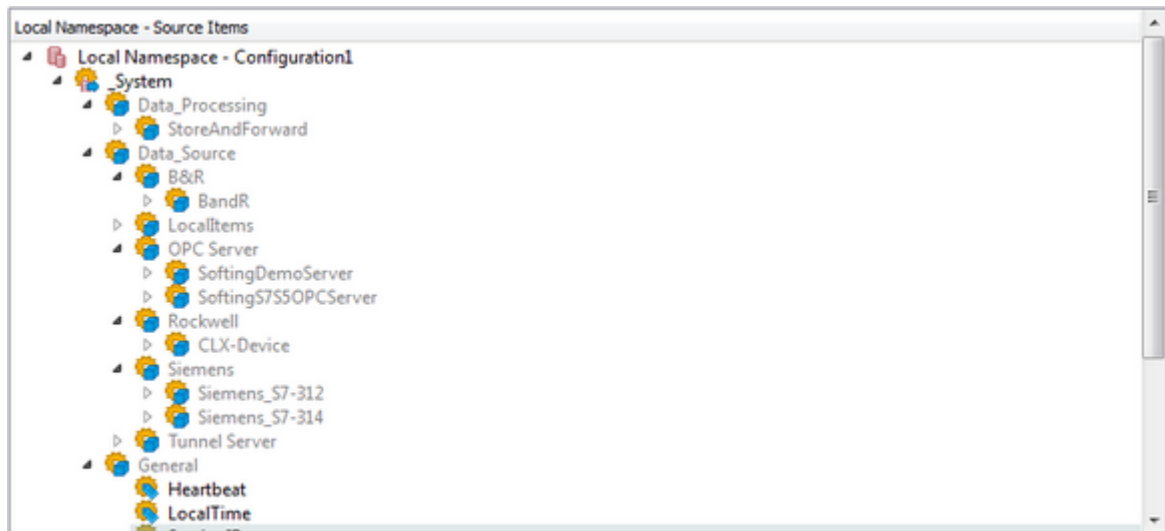 Local Namespace - Source Items
Local Namespace - Configuration1
_System
Data_Processing
StoreAndForward
Data_Source
B&R
BandR
LocalItems
OPC Server
SoftingDemoServer
SoftingS7S5OPCServer
Rockwell
CLX-Device
Siemens
Siemens_S7-312
Siemens_S7-314
Tunnel Server
General
Heartbeat
LocalTime